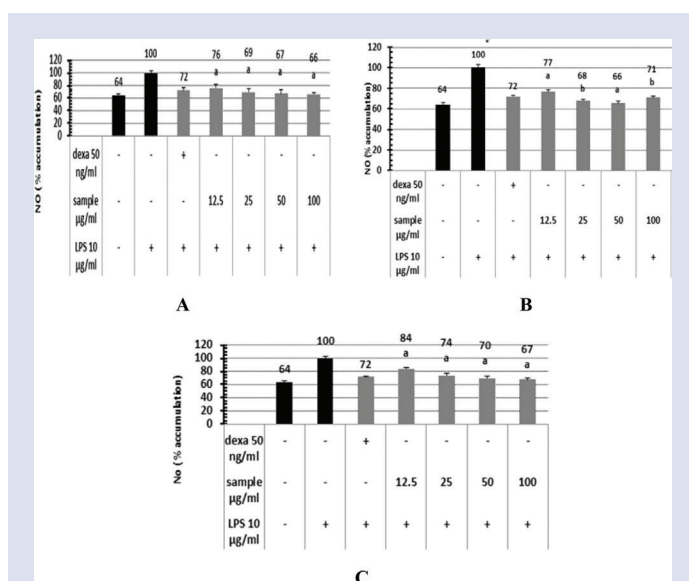 NO ( % accumulation)
120
100
80
60
40
20
0
64 100 72 76 69 67 66
a a a a
dexa 50 ng/ml - - + - - - -
sample µg/ml - - - 12.5 25 50 100
LPS 10 µg/ml - + + + + + +
A
NO (% accumulation)
120
100
80
60
40
20
0
64 100 72 77 68 66 71
a b a b
dexa 50 ng/ml - - + - - - -
sample µg/ml - - - 12.5 25 50 100
LPS 10 µg/ml - + + + + + +
B
No ( % accumulation)
120
100
80
60
40
20
0
64 100 72 84 74 70 67
a a a a
dexa 50 ng/ml - - + - - - -
sample µg/ml - - - 12.5 25 50 100
LPS 10 µg/ml - + + + + + +
C